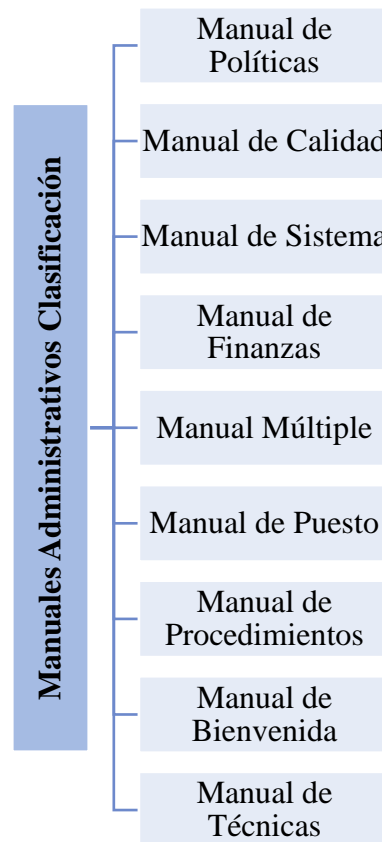 Manuales Administrativos Clasificación
Manual de
Políticas
Manual de Calidad
Manual de Sistema
Manual de
Finanzas
Manual Múltiple
Manual de Puesto
Manual de
Procedimientos
Manual de
Bienvenida
Manual de
Técnicas